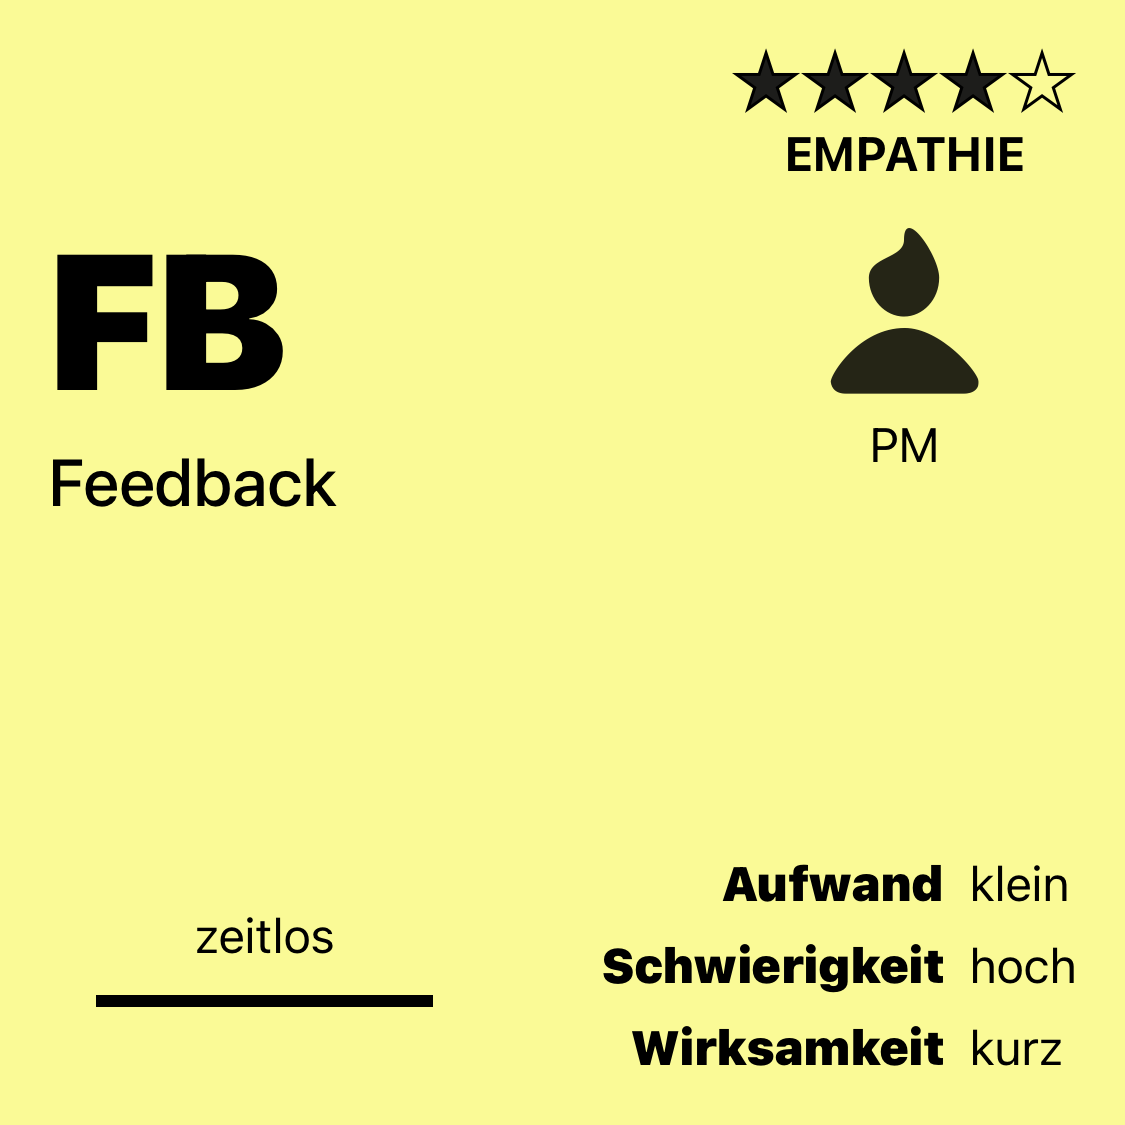 ★★★★☆
EMPATHIE
FB
Feedback
PM
zeitlos
Aufwand klein
Schwierigkeit hoch
Wirksamkeit kurz